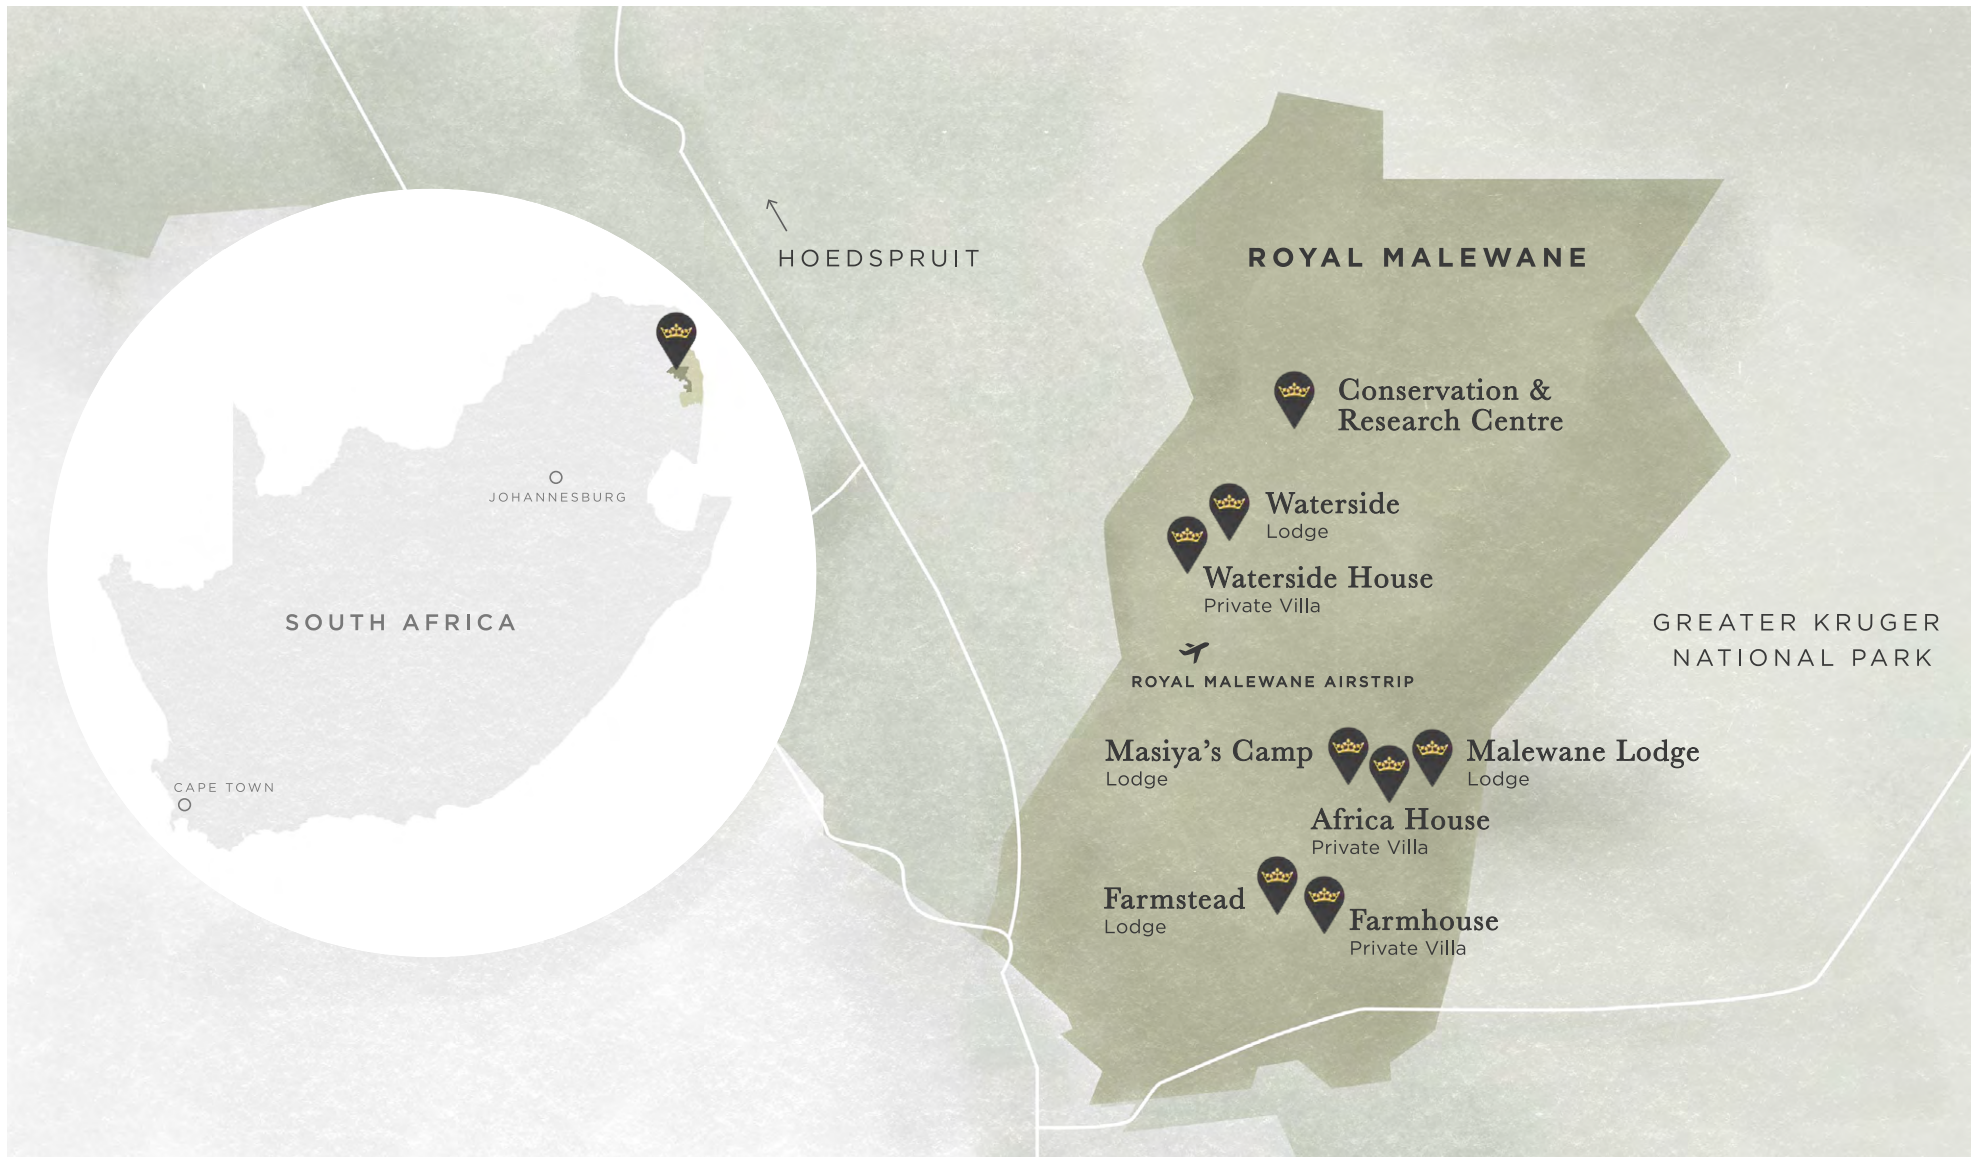 HOEDSPRUIT
ROYAL MALEWANE
Conservation &
Research Centre
Waterside
Lodge
Waterside House
Private Villa
ROYAL MALEWANE AIRSTRIP
GREATER KRUGER
NATIONAL PARK
Masiya's Camp
Lodge
Malewane Lodge
Lodge
Africa House
Private Villa
Farmstead
Lodge
Farmhouse
Private Villa
JOHANNESBURG
SOUTH AFRICA
CAPE TOWN